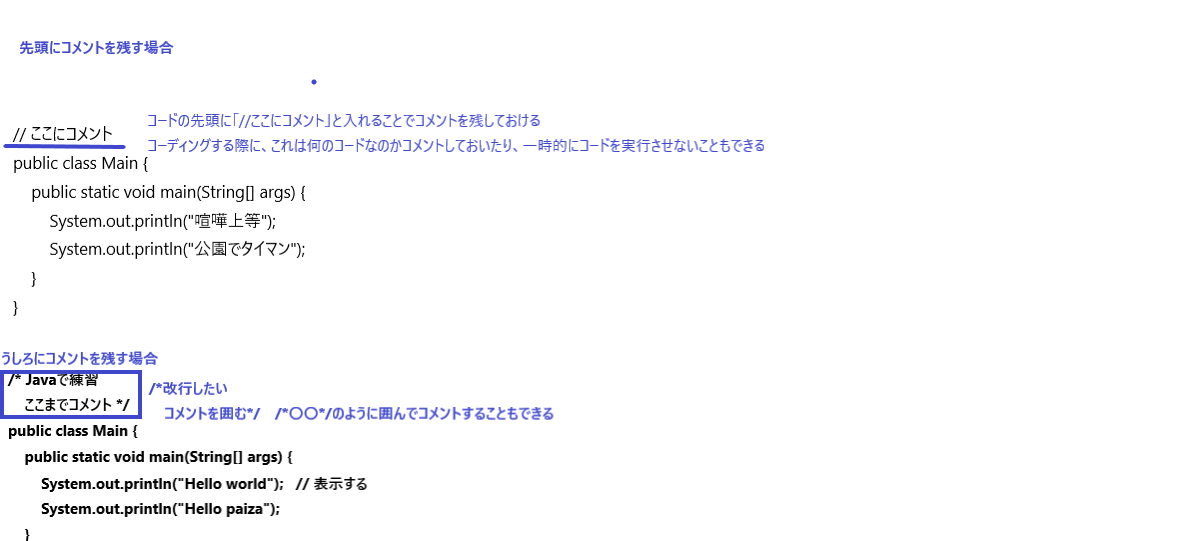 先頭にコメントを残す場合
コードの先頭に「//ここにコメント」と入れることでコメントを残しておける
// ここにコメント
コーディングする際に、これは何のコードなのかコメントしておいたり、一時的にコードを実行させないこともできる
public class Main {
public static void main(String[] args) {
System.out.println("喧嘩上等");
System.out.println("公園でタイマン");
}
}
うしろにコメントを残す場合
/* Javaで練習
ここまでコメント */
/*改行したい
コメントを囲む*/ /*〇〇*/のように囲んでコメントすることもできる
public class Main {
public static void main(String[] args) {
System.out.println("Hello world"); // 表示する
System.out.println("Hello paiza");
}